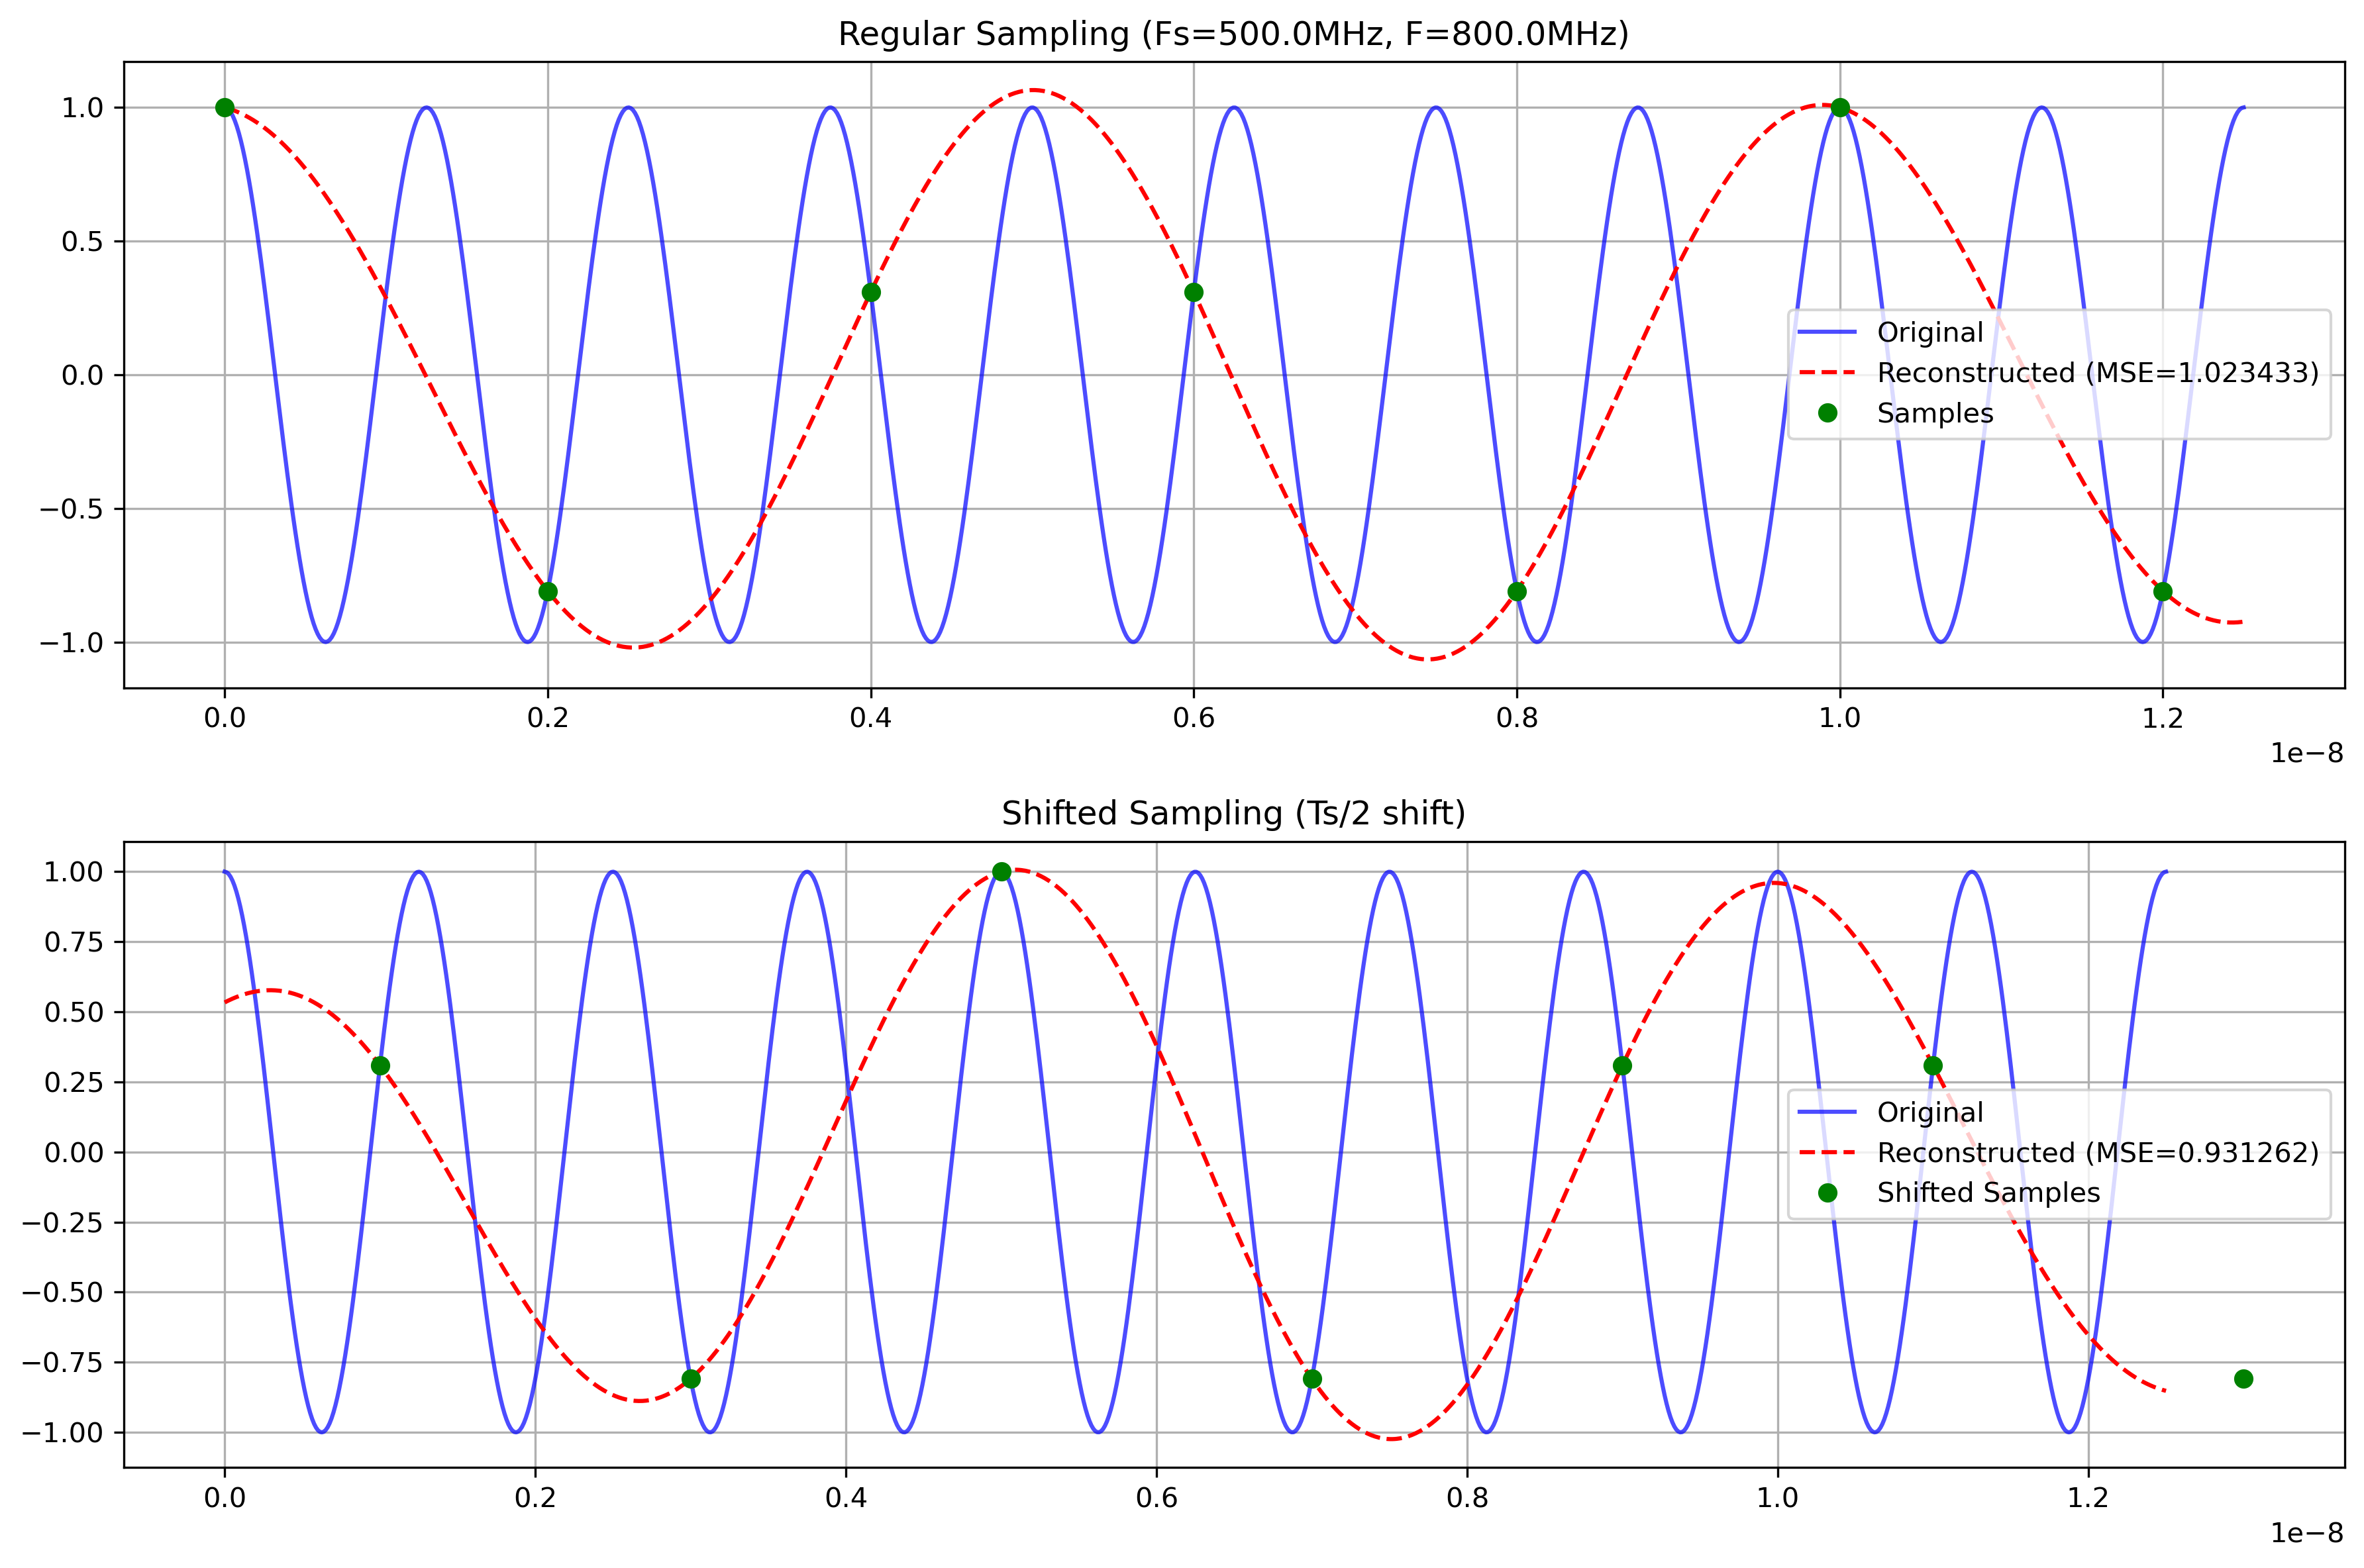 Regular Sampling (Fs=500.0MHz, F=800.0MHz)
1.0
0.5
0.0
−0.5
−1.0
Original
Reconstructed (MSE=1.023433)
Samples
0.0 0.2 0.4 0.6 0.8 1.0 1.2
1e−8
Shifted Sampling (Ts/2 shift)
1.00
0.75
0.50
0.25
0.00
−0.25
−0.50
−0.75
−1.00
Original
Reconstructed (MSE=0.931262)
Shifted Samples
0.0 0.2 0.4 0.6 0.8 1.0 1.2
1e−8